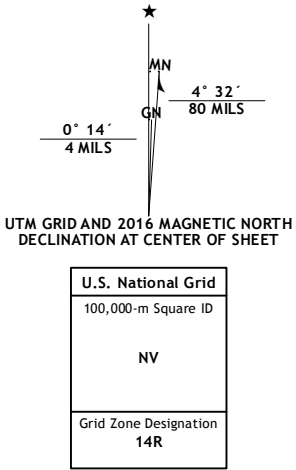 ★
MN
4° 32´
80 MILS
GN
0° 14´
4 MILS
UTM GRID AND 2016 MAGNETIC NORTH
DECLINATION AT CENTER OF SHEET
U.S. National Grid
100,000-m Square ID
NV
Grid Zone Designation
14R